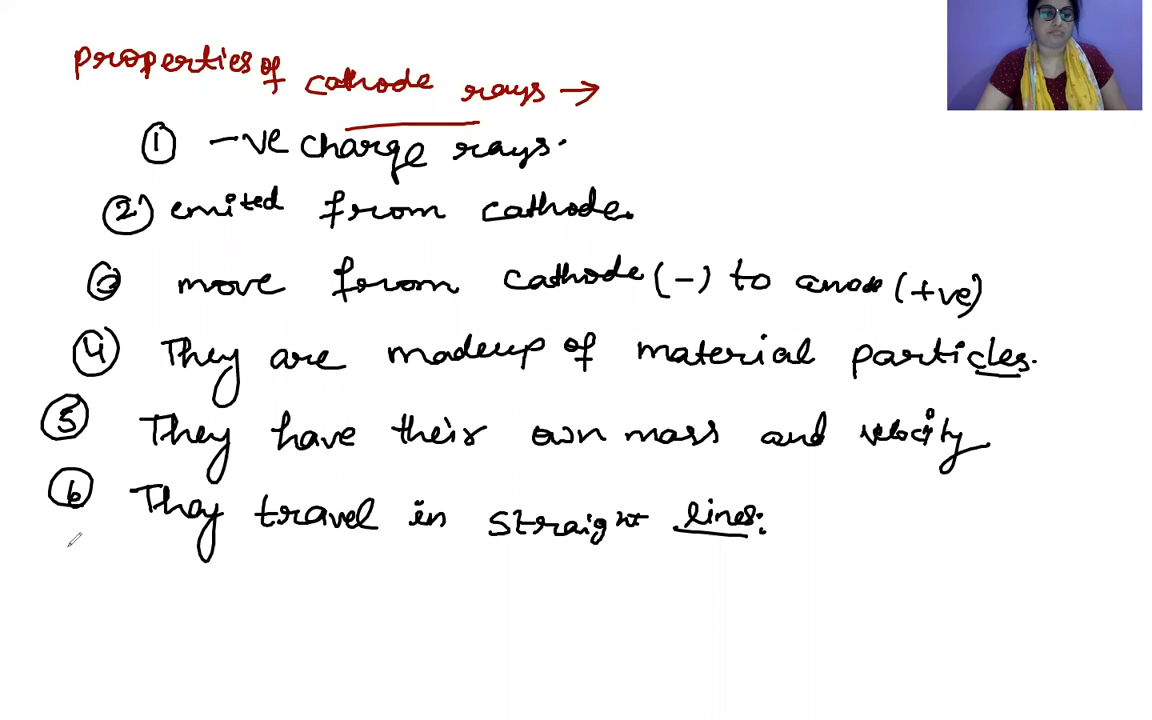 properties of cathode rays →
① -ve charge rays.
② emited from cathode.
③ move from cathode (-) to anode (+ve)
④ They are madeup of material particles.
⑤ They have their own mass and velocity
⑥ They travel in straight lines.